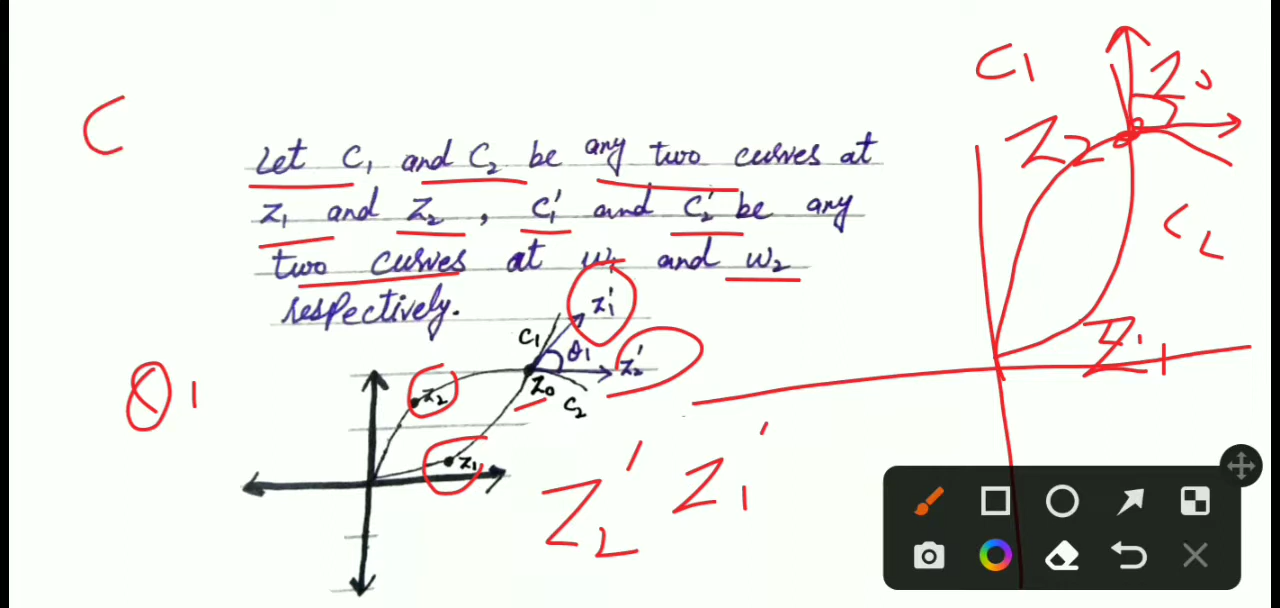 C
Let C₁ and C₂ be any two curves at
z₁ and z₂ , C₁' and C₂' be any
two curves at w₁ and w₂
respectively.
θ1
C₁
z₁'
θ₁
z₂'
z₂
z₀
C₂
z₁
Z₂' Z₁'
C1
Z₀
Z2
C₂
Z1